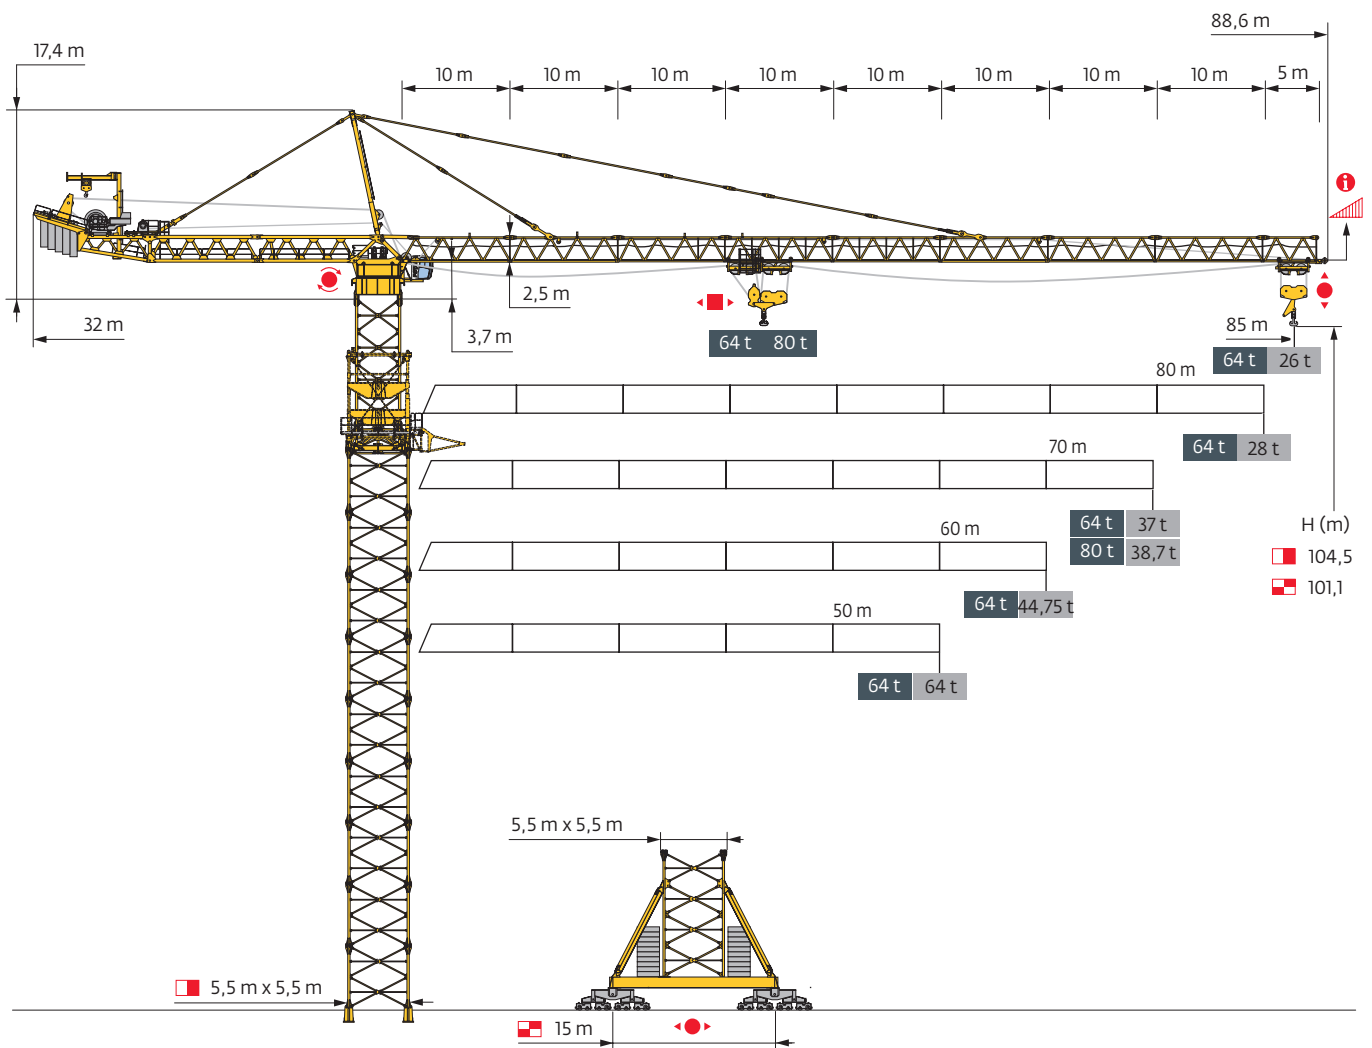 88,6 m
17,4 m
10 m 10 m 10 m 10 m 10 m 10 m 10 m 10 m 5 m
i
2,5 m
32 m
3,7 m
85 m
64 t 80 t
64 t 26 t
80 m
64 t 28 t
70 m
64 t 37 t
80 t 38,7 t
H (m)
104,5
101,1
60 m
64 t 44,75 t
50 m
64 t 64 t
5,5 m x 5,5 m
5,5 m x 5,5 m
15 m